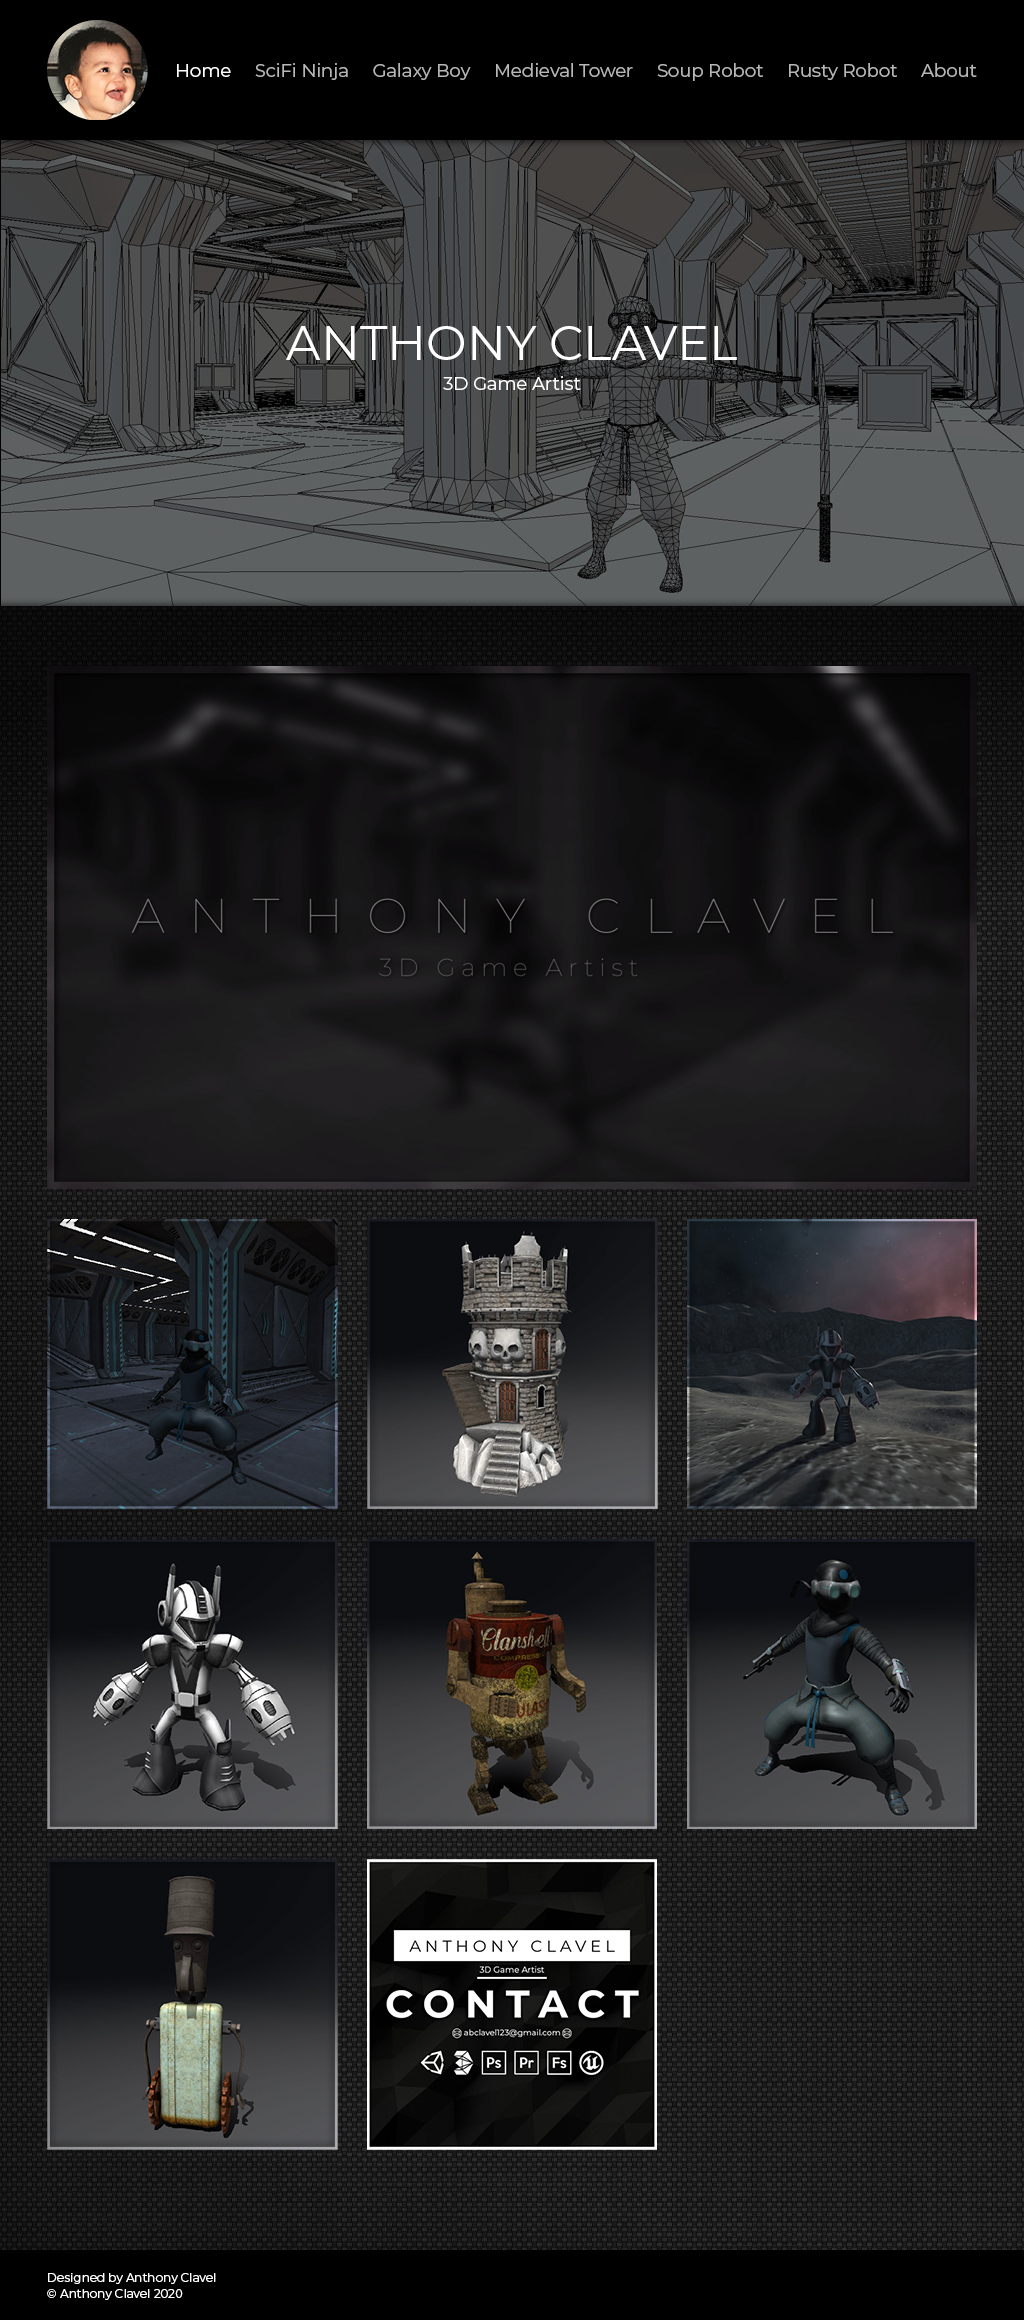 Home SciFi Ninja Galaxy Boy Medieval Tower Soup Robot Rusty Robot About
ANTHONY CLAVEL
3D Game Artist
ANTHONY CLAVEL
3D Game Artist
Clanshell
COMPRESS
ANTHONY CLAVEL
3D Game Artist
CONTACT
abclavel123@gmail.com
Ps Pr Fs
Designed by Anthony Clavel
© Anthony Clavel 2020